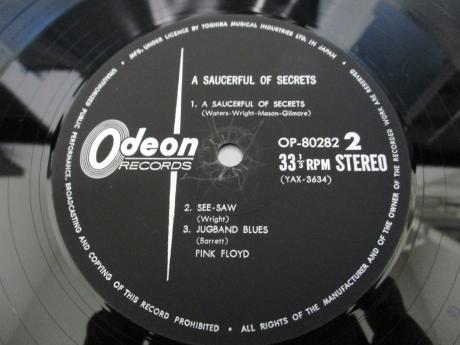 MFG. UNDER LICENCE BY TOSHIBA MUSICAL INDUSTRIES LTD. IN JAPAN
A SAUCERFUL OF SECRETS
1. A SAUCERFUL OF SECRETS
(Waters-Wright-Mason-Gilmore)
Odeon
RECORDS
OP-80282 2
33 1/3 RPM STEREO
(YAX-3634)
2. SEE-SAW
(Wright)
3. JUGBAND BLUES
(Barrett)
PINK FLOYD
UNAUTHORIZED PUBLIC PERFORMANCE, BROADCASTING AND COPYING OF THIS RECORD PROHIBITED • ALL RIGHTS OF THE MANUFACTURER AND OF THE OWNER OF THE RECORDED WORK ARE RESERVED